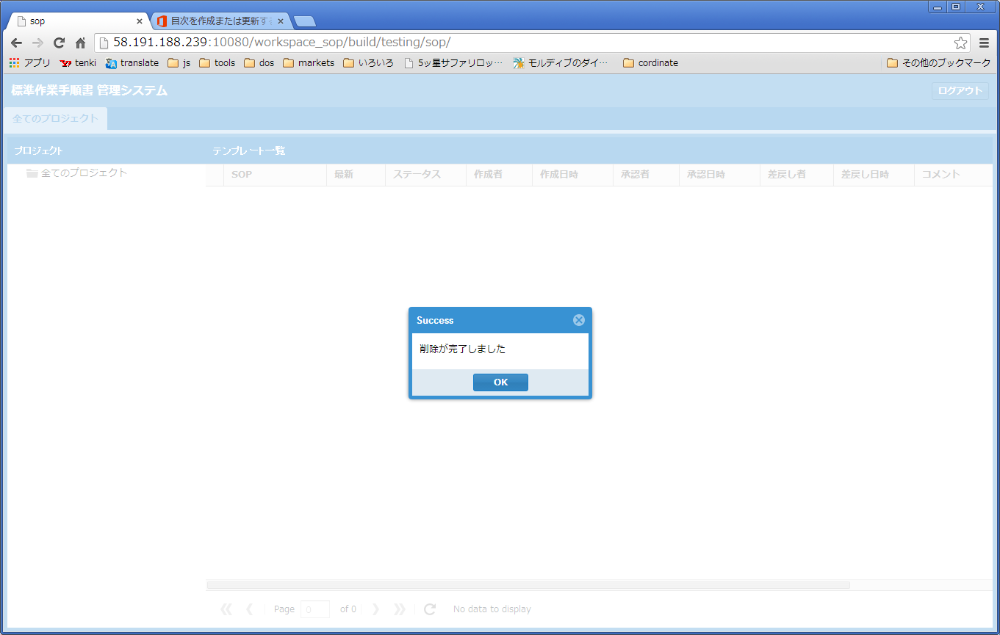 sop
目次を作成または更新する
58.191.188.239:10080/workspace_sop/build/testing/sop/
アプリ tenki translate js tools dos markets いろいろ 5ッ星サファリロッ… モルディブのダイ… cordinate その他のブックマーク
標準作業手順書 管理システム ログアウト
全てのプロジェクト
プロジェクト テンプレート一覧
全てのプロジェクト SOP 最新 ステータス 作成者 作成日時 承認者 承認日時 差戻し者 差戻し日時 コメント
Success
削除が完了しました
OK
Page 0 of 0 No data to display